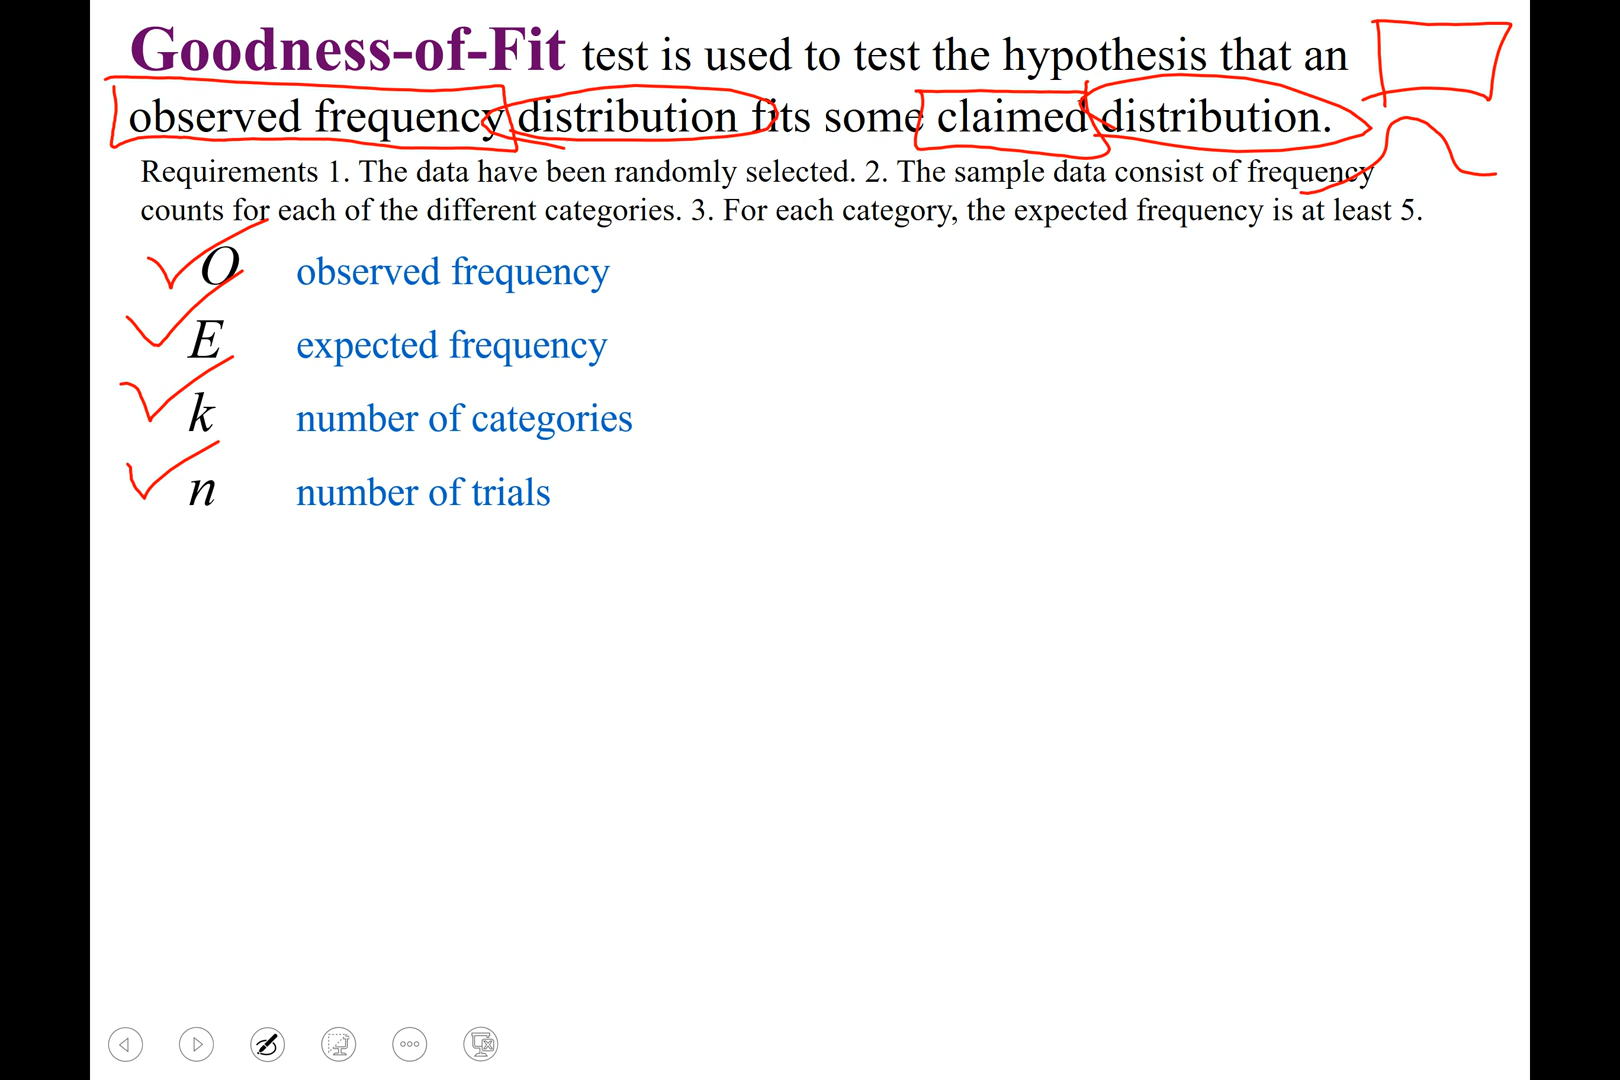 Goodness-of-Fit test is used to test the hypothesis that an
observed frequency distribution fits some claimed distribution.
Requirements 1. The data have been randomly selected. 2. The sample data consist of frequency
counts for each of the different categories. 3. For each category, the expected frequency is at least 5.
O observed frequency
E expected frequency
k number of categories
n number of trials